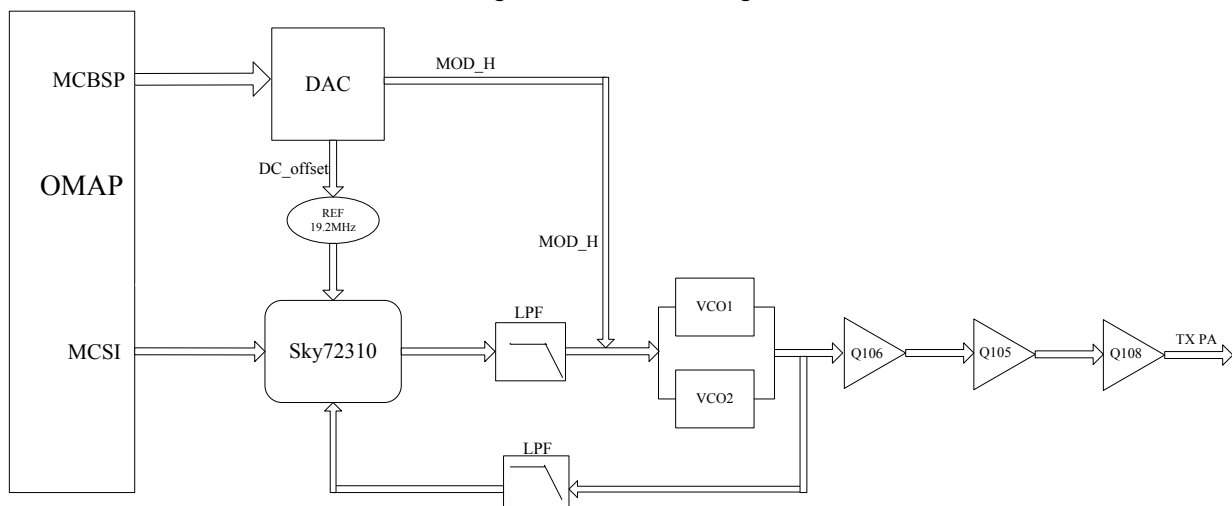 MCBSP
DAC
MOD_H
DC_offset
OMAP
REF
19.2MHz
MOD_H
MCSI
Sky72310
LPF
VCO1
VCO2
Q106
Q105
Q108
TX PA
LPF